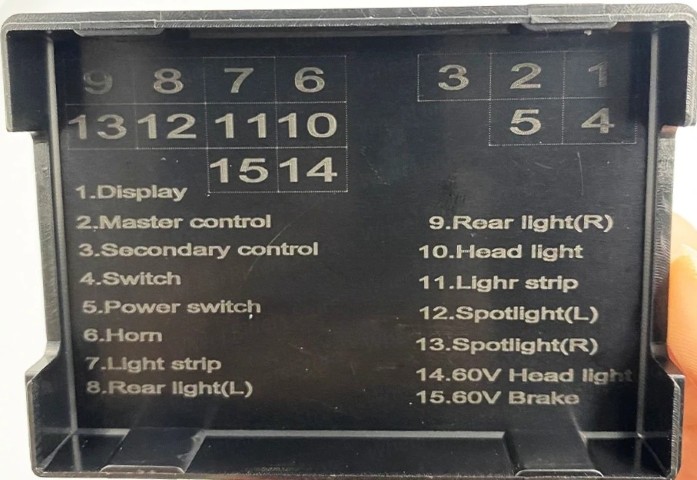 9 8 7 6 3 2 1
13 12 11 10 5 4
15 14
1.Display
2.Master control
3.Secondary control
4.Switch
5.Power switch
6.Horn
7.Light strip
8.Rear light(L)
9.Rear light(R)
10.Head light
11.Lighr strip
12.Spotlight(L)
13.Spotlight(R)
14.60V Head light
15.60V Brake